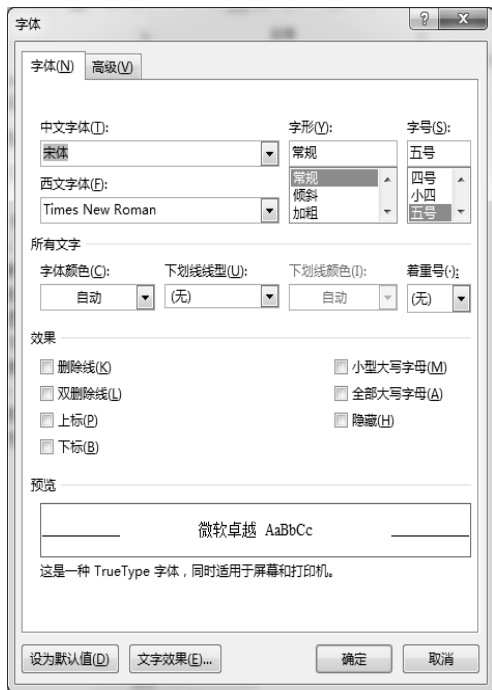 字体
字体(N) 高级(V)
中文字体(T): 字形(Y): 字号(S):
宋体 常规 五号
常规 四号
西文字体(F): 倾斜 小四
Times New Roman 加粗 五号
所有文字
字体颜色(C): 下划线线型(U): 下划线颜色(I): 着重号(·):
自动 (无) 自动 (无)
效果
删除线(K) 小型大写字母(M)
双删除线(L) 全部大写字母(A)
上标(P) 隐藏(H)
下标(B)
预览
微软卓越 AaBbCc
这是一种 TrueType 字体，同时适用于屏幕和打印机。
设为默认值(D) 文字效果(E)... 确定 取消